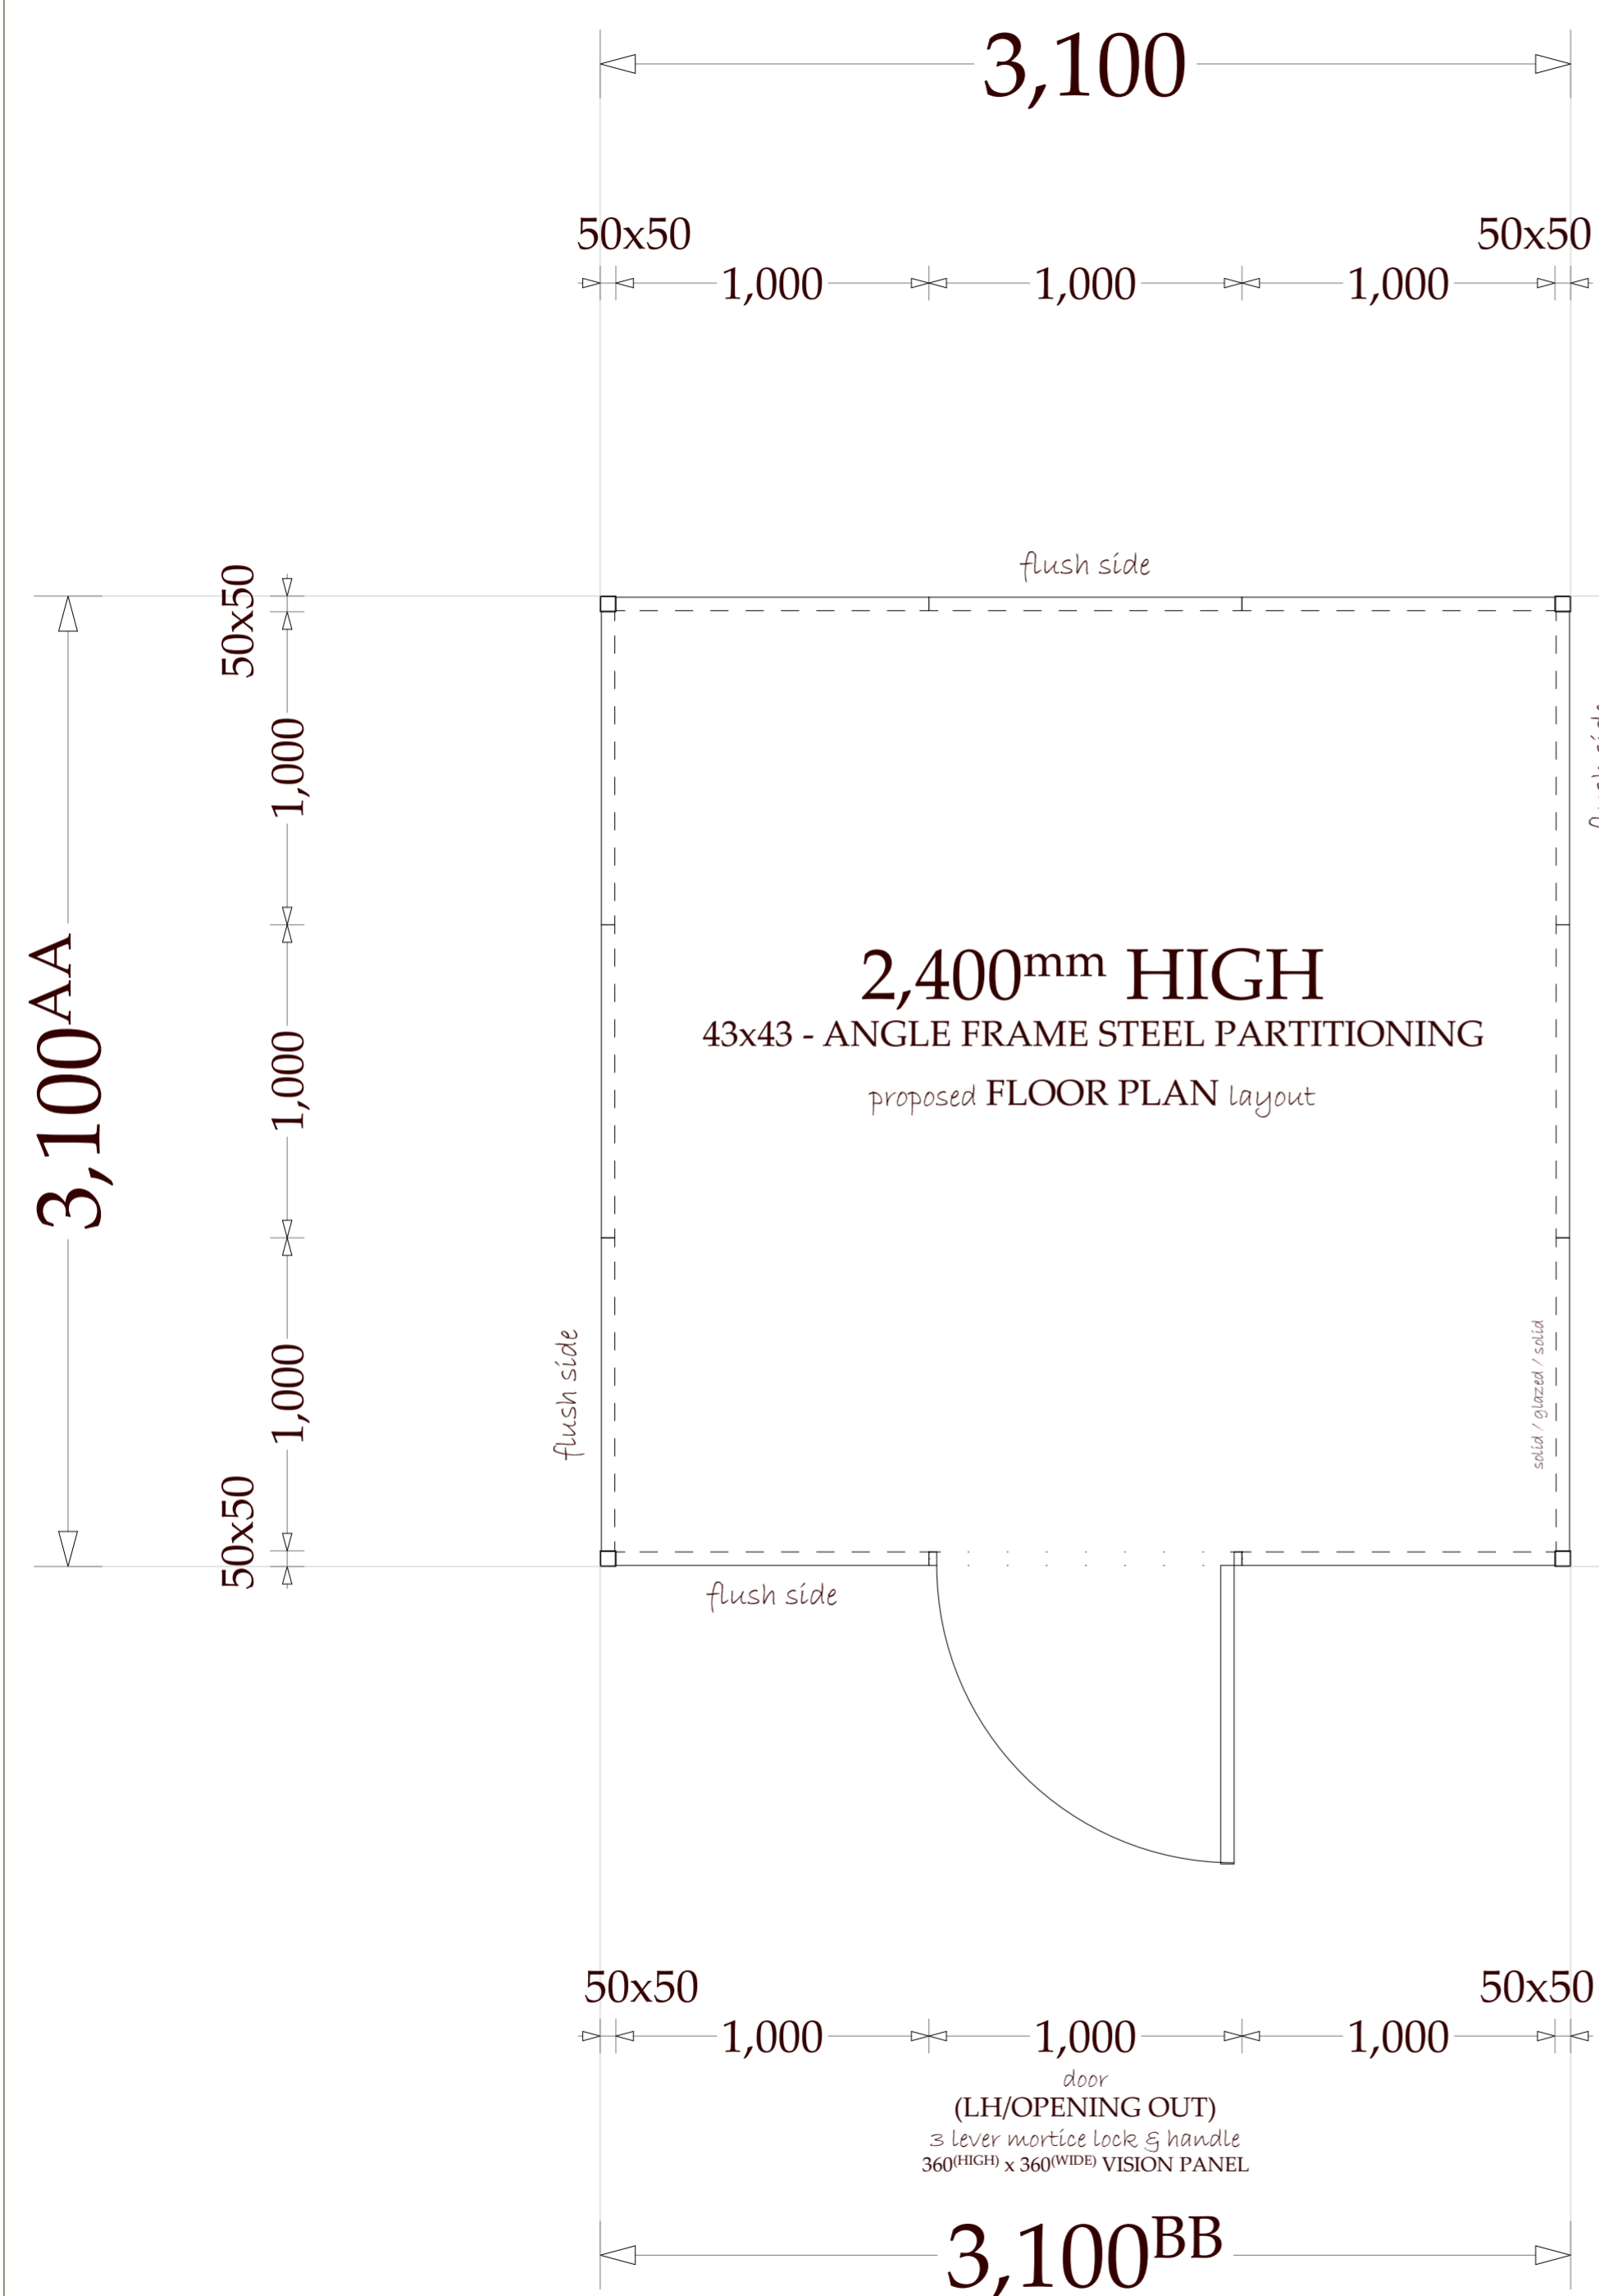 3,100
50x50
50x50
1,000
1,000
1,000
flush side
50x50
1,000
1,000
1,000
50x50
3,100AA
flush side
2,400mm HIGH
43x43 - ANGLE FRAME STEEL PARTITIONING
proposed FLOOR PLAN layout
solid / glazed / solid
flush side
flush side
50x50
50x50
1,000
1,000
1,000
door
(LH/OPENING OUT)
3 lever mortice lock & handle
360(HIGH) x 360(WIDE) VISION PANEL
3,100BB